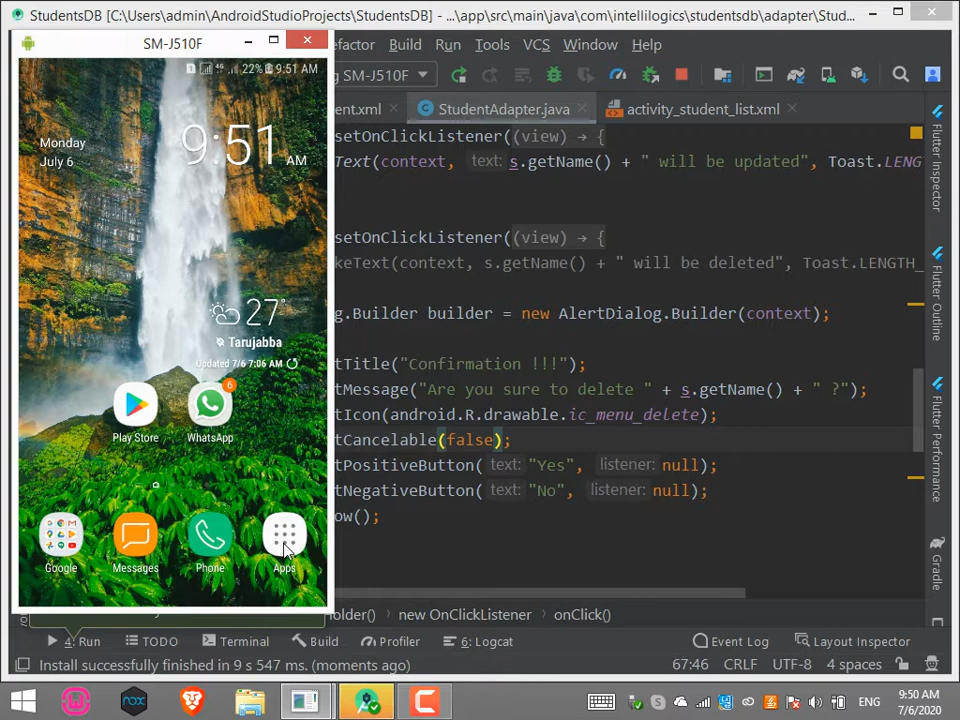 StudentsDB [C:\Users\admin\AndroidStudioProjects\StudentsDB] - ...\app\src\main\java\com\intellilogics\studentsdb\adapter\Stud...
SM-J510F
efactor Build Run Tools VCS Window Help
SM-J510F
ent.xml StudentAdapter.java activity_student_list.xml
22% 9:51 AM
Monday
July 6
9:51 AM
27°
Tarujabba
Updated 7/6 7:06 AM
6
Play Store WhatsApp
Google Messages Phone Apps
setOnClickListener((view) → {
Text(context, text: s.getName() + " will be updated", Toast.LENG
setOnClickListener((view) → {
keText(context, s.getName() + " will be deleted", Toast.LENGTH_
g.Builder builder = new AlertDialog.Builder(context);
tTitle("Confirmation !!!");
tMessage("Are you sure to delete " + s.getName() + " ?");
tIcon(android.R.drawable.ic_menu_delete);
tCancelable(false);
tPositiveButton( text: "Yes", listener: null);
tNegativeButton( text: "No", listener: null);
ow();
Flutter Inspector
Flutter Outline
Flutter Performance
Gradle
holder() new OnClickListener onClick()
4: Run TODO Terminal Build Profiler 6: Logcat Event Log Layout Inspector
Install successfully finished in 9 s 547 ms. (moments ago) 67:46 CRLF UTF-8 4 spaces
nox ENG 9:50 AM
7/6/2020